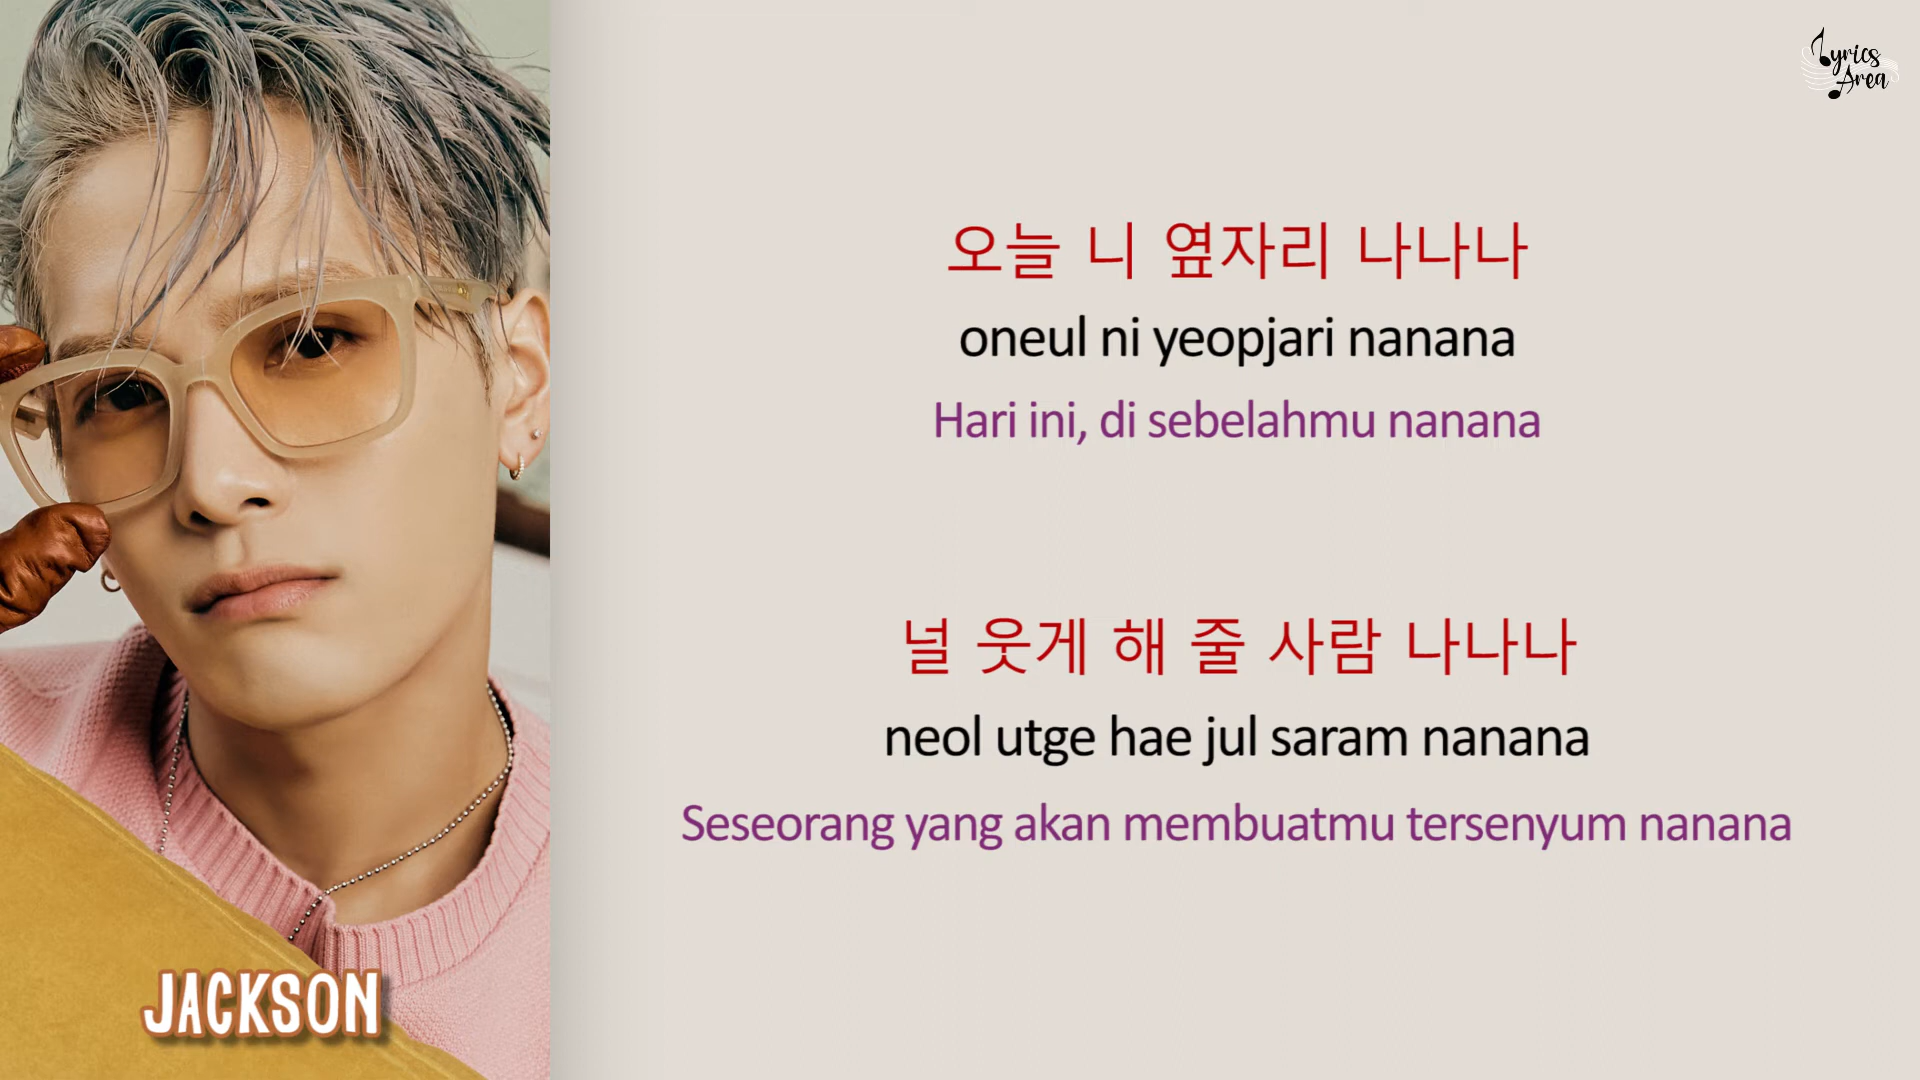 Lyrics
Area
오늘 니 옆자리 나나나
oneul ni yeopjari nanana
Hari ini, di sebelahmu nanana
널 웃게 해 줄 사람 나나나
neol utge hae jul saram nanana
Seseorang yang akan membuatmu tersenyum nanana
JACKSON